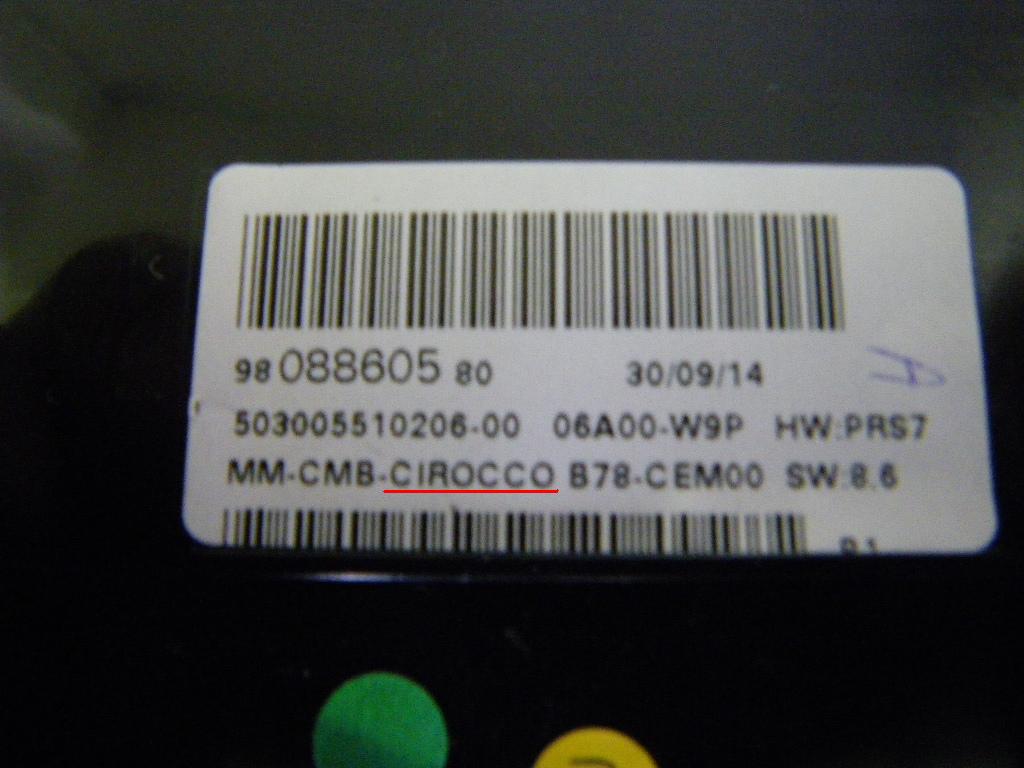 98 088605 80 30/09/14
503005510206-00 06A00-W9P HW:PRS7
MM-CMB-CIROCCO B78-CEM00 SW:8.6